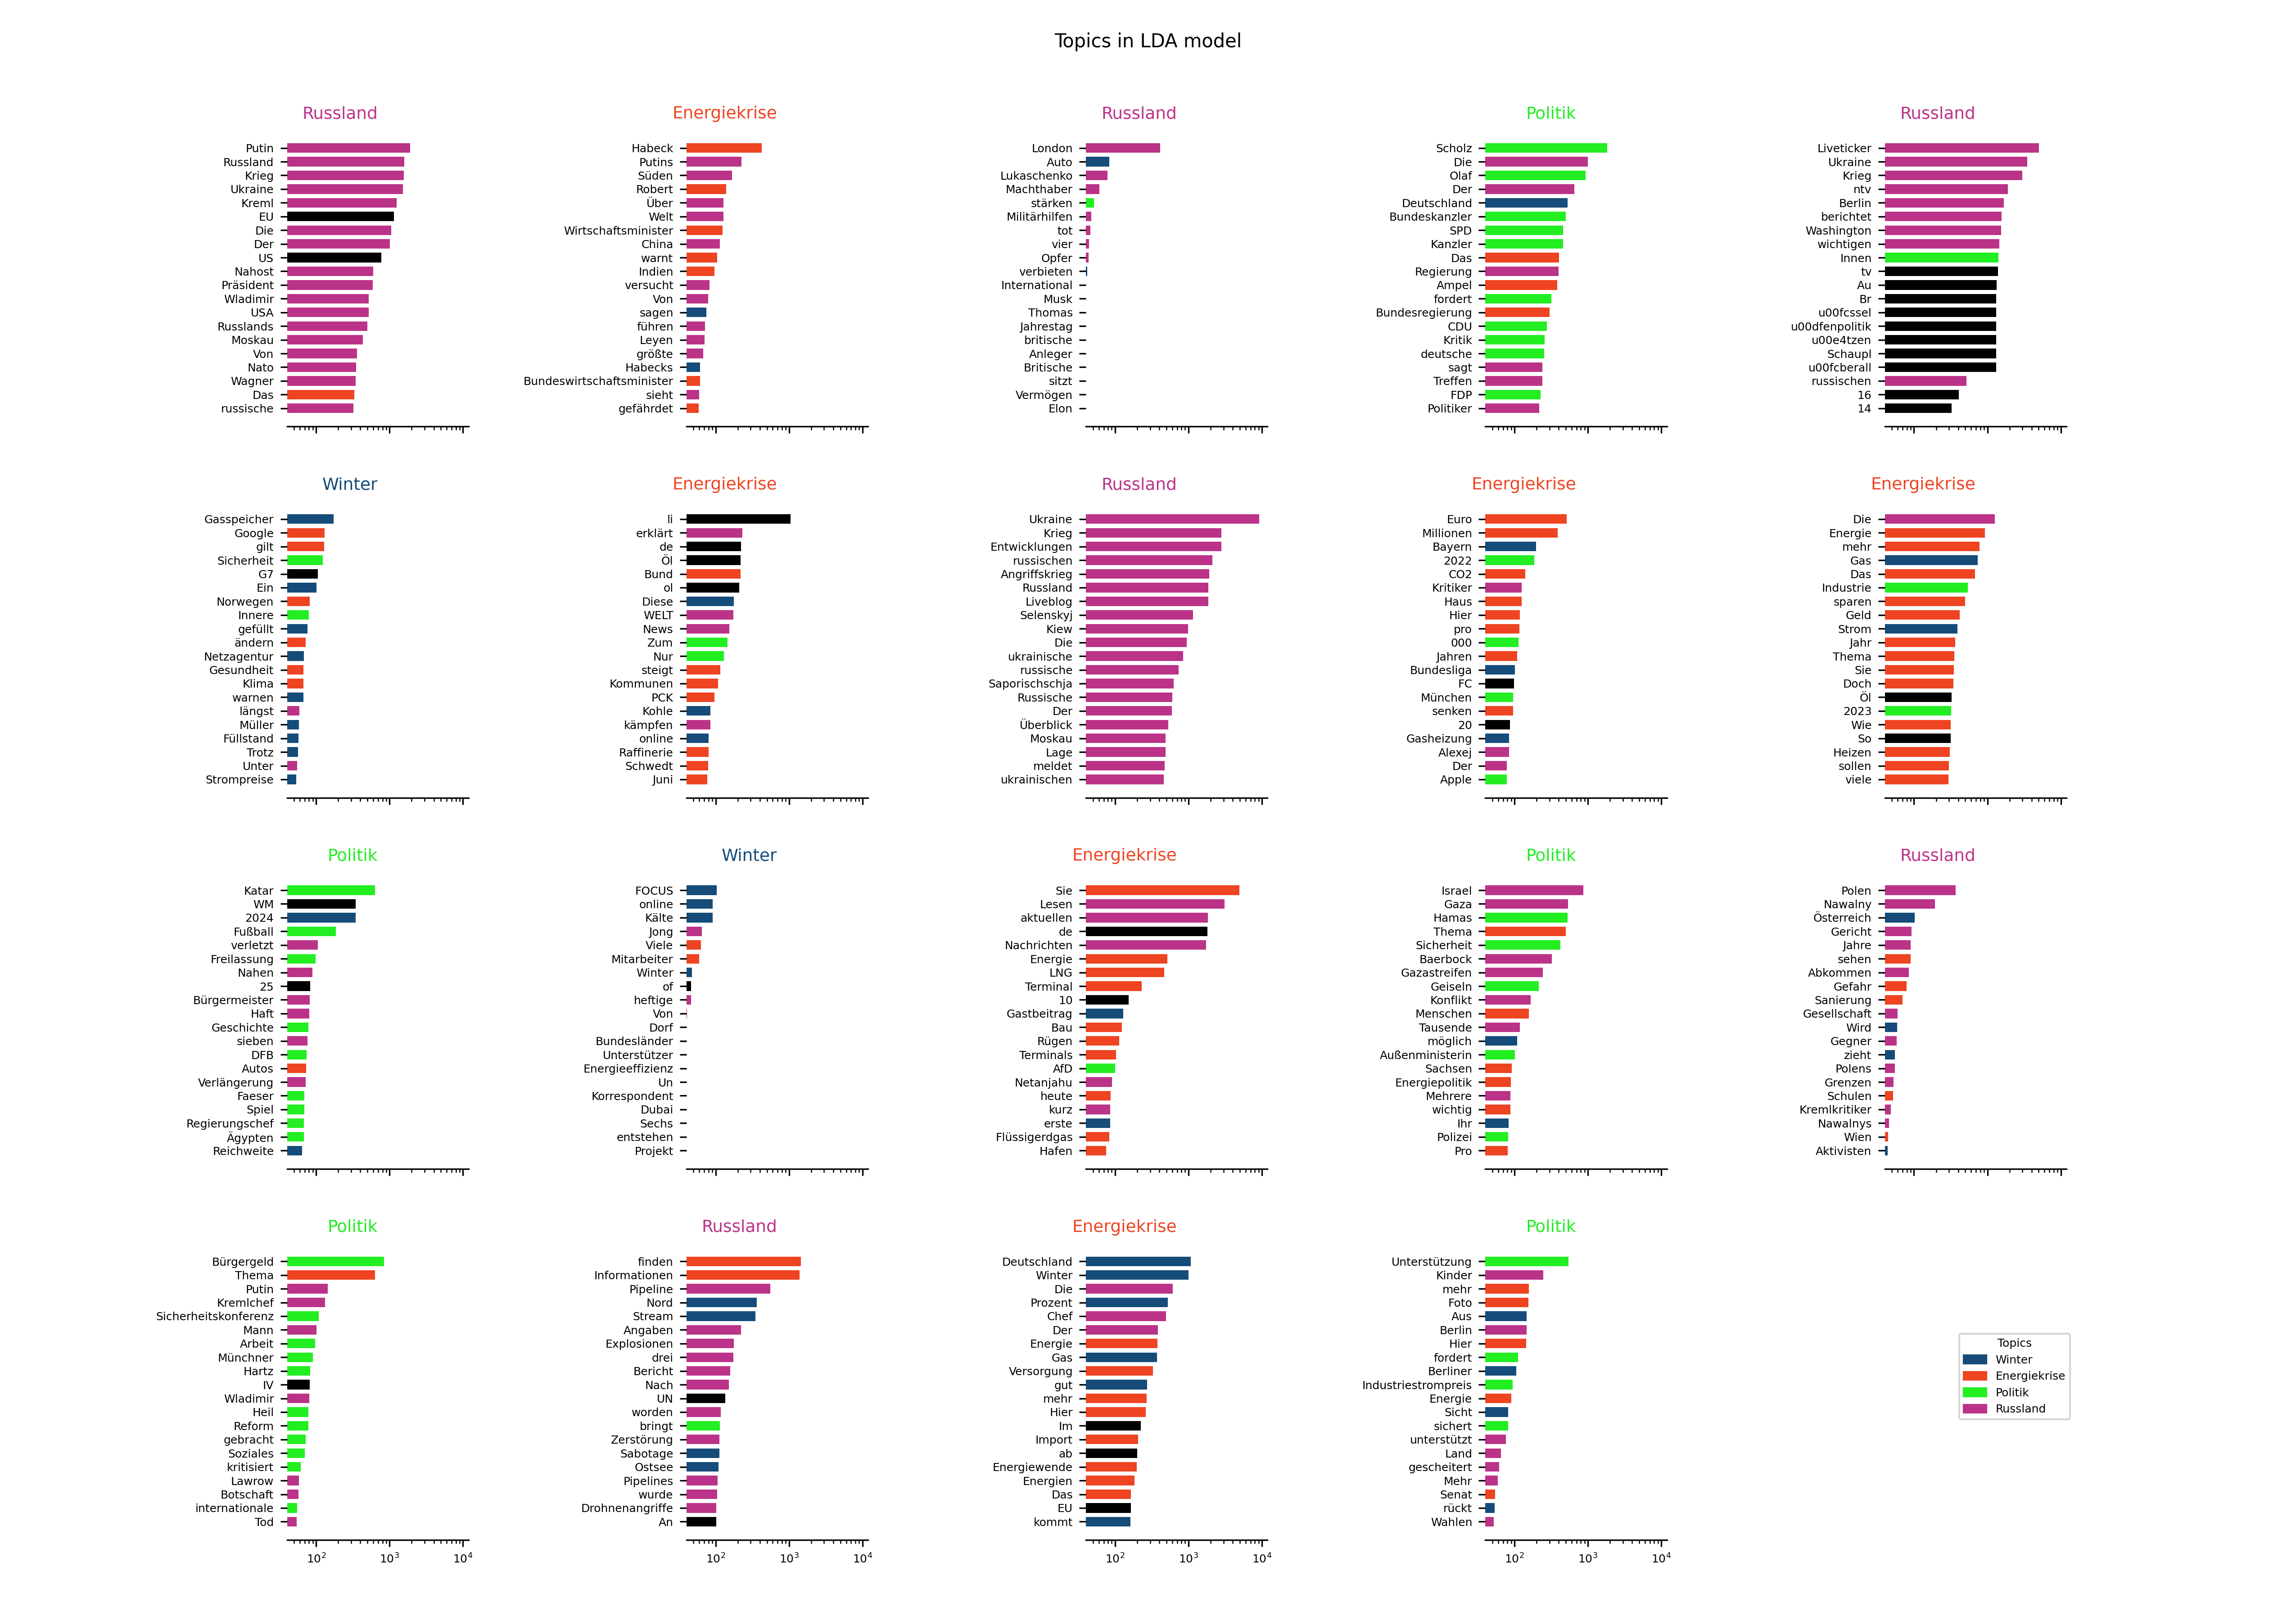 Topics in LDA model
Russland
Putin
Russland
Krieg
Ukraine
Kreml
EU
Die
Der
US
Nahost
Präsident
Wladimir
USA
Russlands
Moskau
Von
Nato
Wagner
Das
russische
Energiekrise
Habeck
Putins
Süden
Robert
Über
Welt
Wirtschaftsminister
China
warnt
Indien
versucht
Von
sagen
führen
Leyen
größte
Habecks
Bundeswirtschaftsminister
sieht
gefährdet
Russland
London
Auto
Lukaschenko
Machthaber
stärken
Militärhilfen
tot
vier
Opfer
verbieten
International
Musk
Thomas
Jahrestag
britische
Anleger
Britische
sitzt
Vermögen
Elon
Politik
Scholz
Die
Olaf
Der
Deutschland
Bundeskanzler
SPD
Kanzler
Das
Regierung
Ampel
fordert
Bundesregierung
CDU
Kritik
deutsche
sagt
Treffen
FDP
Politiker
Russland
Liveticker
Ukraine
Krieg
ntv
Berlin
berichtet
Washington
wichtigen
Innen
tv
Au
Br
u00fcssel
u00dfenpolitik
u00e4tzen
Schaupl
u00fcberall
russischen
16
14
Winter
Gasspeicher
Google
gilt
Sicherheit
G7
Ein
Norwegen
Innere
gefüllt
ändern
Netzagentur
Gesundheit
Klima
warnen
längst
Müller
Füllstand
Trotz
Unter
Strompreise
Energiekrise
li
erklärt
de
Öl
Bund
ol
Diese
WELT
News
Zum
Nur
steigt
Kommunen
PCK
Kohle
kämpfen
online
Raffinerie
Schwedt
Juni
Russland
Ukraine
Krieg
Entwicklungen
russischen
Angriffskrieg
Russland
Liveblog
Selenskyj
Kiew
Die
ukrainische
russische
Saporischschja
Russische
Der
Überblick
Moskau
Lage
meldet
ukrainischen
Energiekrise
Euro
Millionen
Bayern
2022
CO2
Kritiker
Haus
Hier
pro
000
Jahren
Bundesliga
FC
München
senken
20
Gasheizung
Alexej
Der
Apple
Energiekrise
Die
Energie
mehr
Gas
Das
Industrie
sparen
Geld
Strom
Jahr
Thema
Sie
Doch
Öl
2023
Wie
So
Heizen
sollen
viele
Politik
Katar
WM
2024
Fußball
verletzt
Freilassung
Nahen
25
Bürgermeister
Haft
Geschichte
sieben
DFB
Autos
Verlängerung
Faeser
Spiel
Regierungschef
Ägypten
Reichweite
Winter
FOCUS
online
Kälte
Jong
Viele
Mitarbeiter
Winter
of
heftige
Von
Dorf
Bundesländer
Unterstützer
Energieeffizienz
Un
Korrespondent
Dubai
Sechs
entstehen
Projekt
Energiekrise
Sie
Lesen
aktuellen
de
Nachrichten
Energie
LNG
Terminal
10
Gastbeitrag
Bau
Rügen
Terminals
AfD
Netanjahu
heute
kurz
erste
Flüssigerdgas
Hafen
Politik
Israel
Gaza
Hamas
Thema
Sicherheit
Baerbock
Gazastreifen
Geiseln
Konflikt
Menschen
Tausende
möglich
Außenministerin
Sachsen
Energiepolitik
Mehrere
wichtig
Ihr
Polizei
Pro
Russland
Polen
Nawalny
Österreich
Gericht
Jahre
sehen
Abkommen
Gefahr
Sanierung
Gesellschaft
Wird
Gegner
zieht
Polens
Grenzen
Schulen
Kremlkritiker
Nawalnys
Wien
Aktivisten
Politik
Bürgergeld
Thema
Putin
Kremlchef
Sicherheitskonferenz
Mann
Arbeit
Münchner
Hartz
IV
Wladimir
Heil
Reform
gebracht
Soziales
kritisiert
Lawrow
Botschaft
internationale
Tod
10² 10³ 10⁴
Russland
finden
Informationen
Pipeline
Nord
Stream
Angaben
Explosionen
drei
Bericht
Nach
UN
worden
bringt
Zerstörung
Sabotage
Ostsee
Pipelines
wurde
Drohnenangriffe
An
10² 10³ 10⁴
Energiekrise
Deutschland
Winter
Die
Prozent
Chef
Der
Energie
Gas
Versorgung
gut
mehr
Hier
Im
Import
ab
Energiewende
Energien
Das
EU
kommt
10² 10³ 10⁴
Politik
Unterstützung
Kinder
mehr
Foto
Aus
Berlin
Hier
fordert
Berliner
Industriestrompreis
Energie
Sicht
sichert
unterstützt
Land
gescheitert
Mehr
Senat
rückt
Wahlen
10² 10³ 10⁴
Topics
Winter
Energiekrise
Politik
Russland